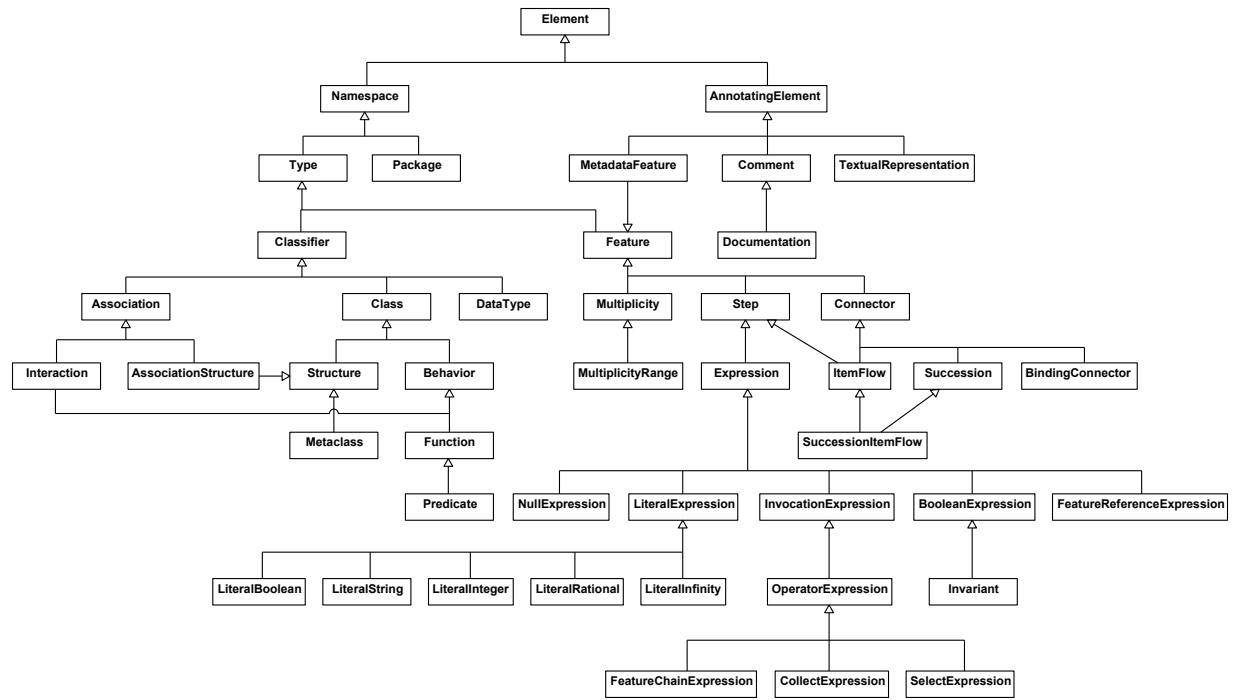 Element
Namespace
AnnotatingElement
Type
Package
MetadataFeature
Comment
TextualRepresentation
Classifier
Feature
Documentation
Association
Class
DataType
Multiplicity
Step
Connector
Interaction
AssociationStructure
Structure
Behavior
MultiplicityRange
Expression
ItemFlow
Succession
BindingConnector
Metaclass
Function
SuccessionItemFlow
Predicate
NullExpression
LiteralExpression
InvocationExpression
BooleanExpression
FeatureReferenceExpression
LiteralBoolean
LiteralString
LiteralInteger
LiteralRational
LiteralInfinity
OperatorExpression
Invariant
FeatureChainExpression
CollectExpression
SelectExpression